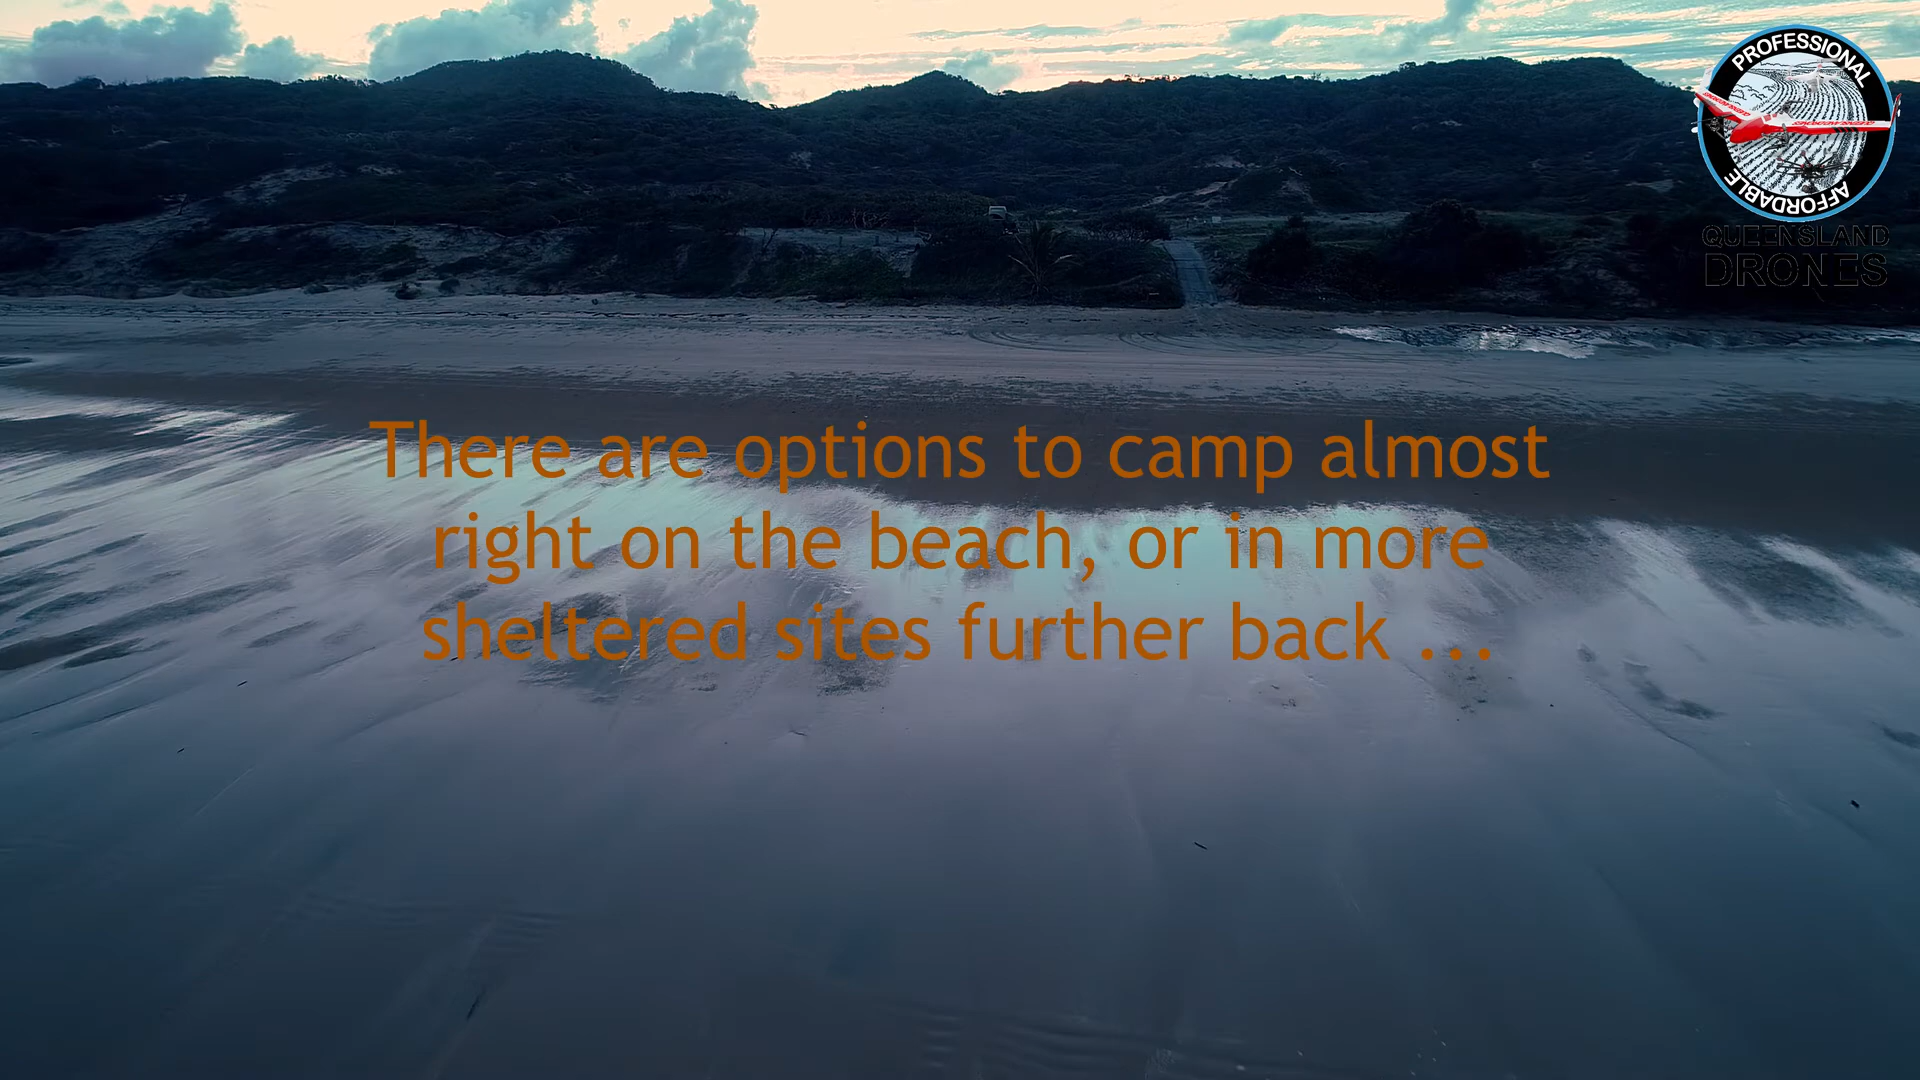 PROFESSIONAL
AFFORDABLE
QUEENSLAND
DRONES
There are options to camp almost
right on the beach, or in more
sheltered sites further back ...